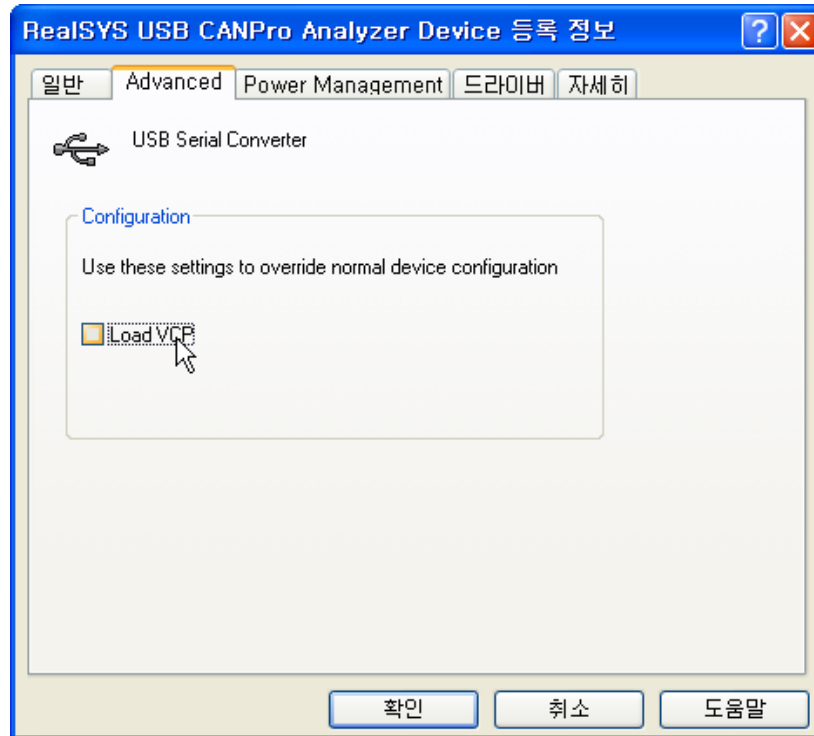 RealSYS USB CANPro Analyzer Device 등록 정보
일반 Advanced Power Management 드라이버 자세히
USB Serial Converter
Configuration
Use these settings to override normal device configuration
Load VCP
확인 취소 도움말